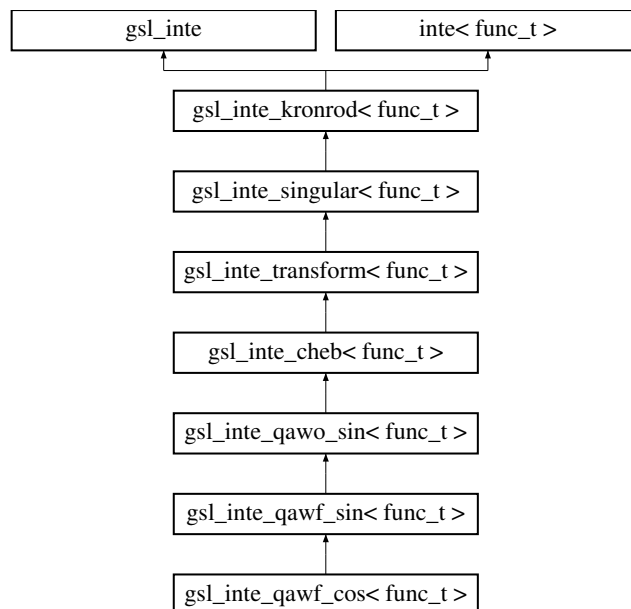 gsl_inte
inte< func_t >
gsl_inte_kronrod< func_t >
gsl_inte_singular< func_t >
gsl_inte_transform< func_t >
gsl_inte_cheb< func_t >
gsl_inte_qawo_sin< func_t >
gsl_inte_qawf_sin< func_t >
gsl_inte_qawf_cos< func_t >